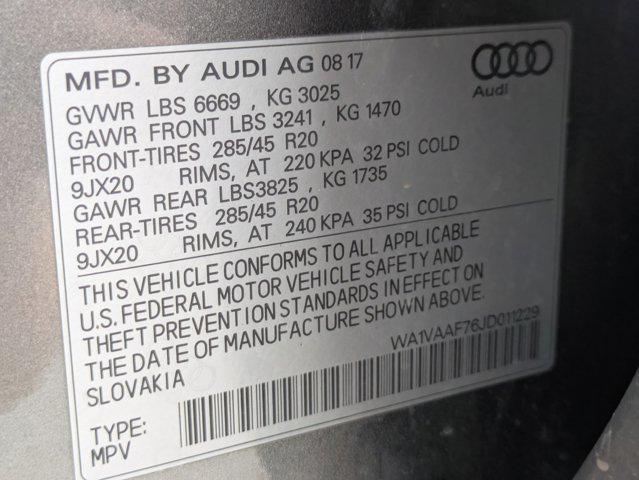 MFD. BY AUDI AG 08 17
Audi
GVWR LBS 6669 , KG 3025
GAWR FRONT LBS 3241 , KG 1470
FRONT-TIRES 285/45 R20
9JX20 RIMS, AT 220 KPA 32 PSI COLD
GAWR REAR LBS3825 , KG 1735
REAR-TIRES 285/45 R20
9JX20 RIMS, AT 240 KPA 35 PSI COLD
THIS VEHICLE CONFORMS TO ALL APPLICABLE
U.S. FEDERAL MOTOR VEHICLE SAFETY AND
THEFT PREVENTION STANDARDS IN EFFECT ON
THE DATE OF MANUFACTURE SHOWN ABOVE.
SLOVAKIA
WA1VAAF76JD011229
TYPE:
MPV